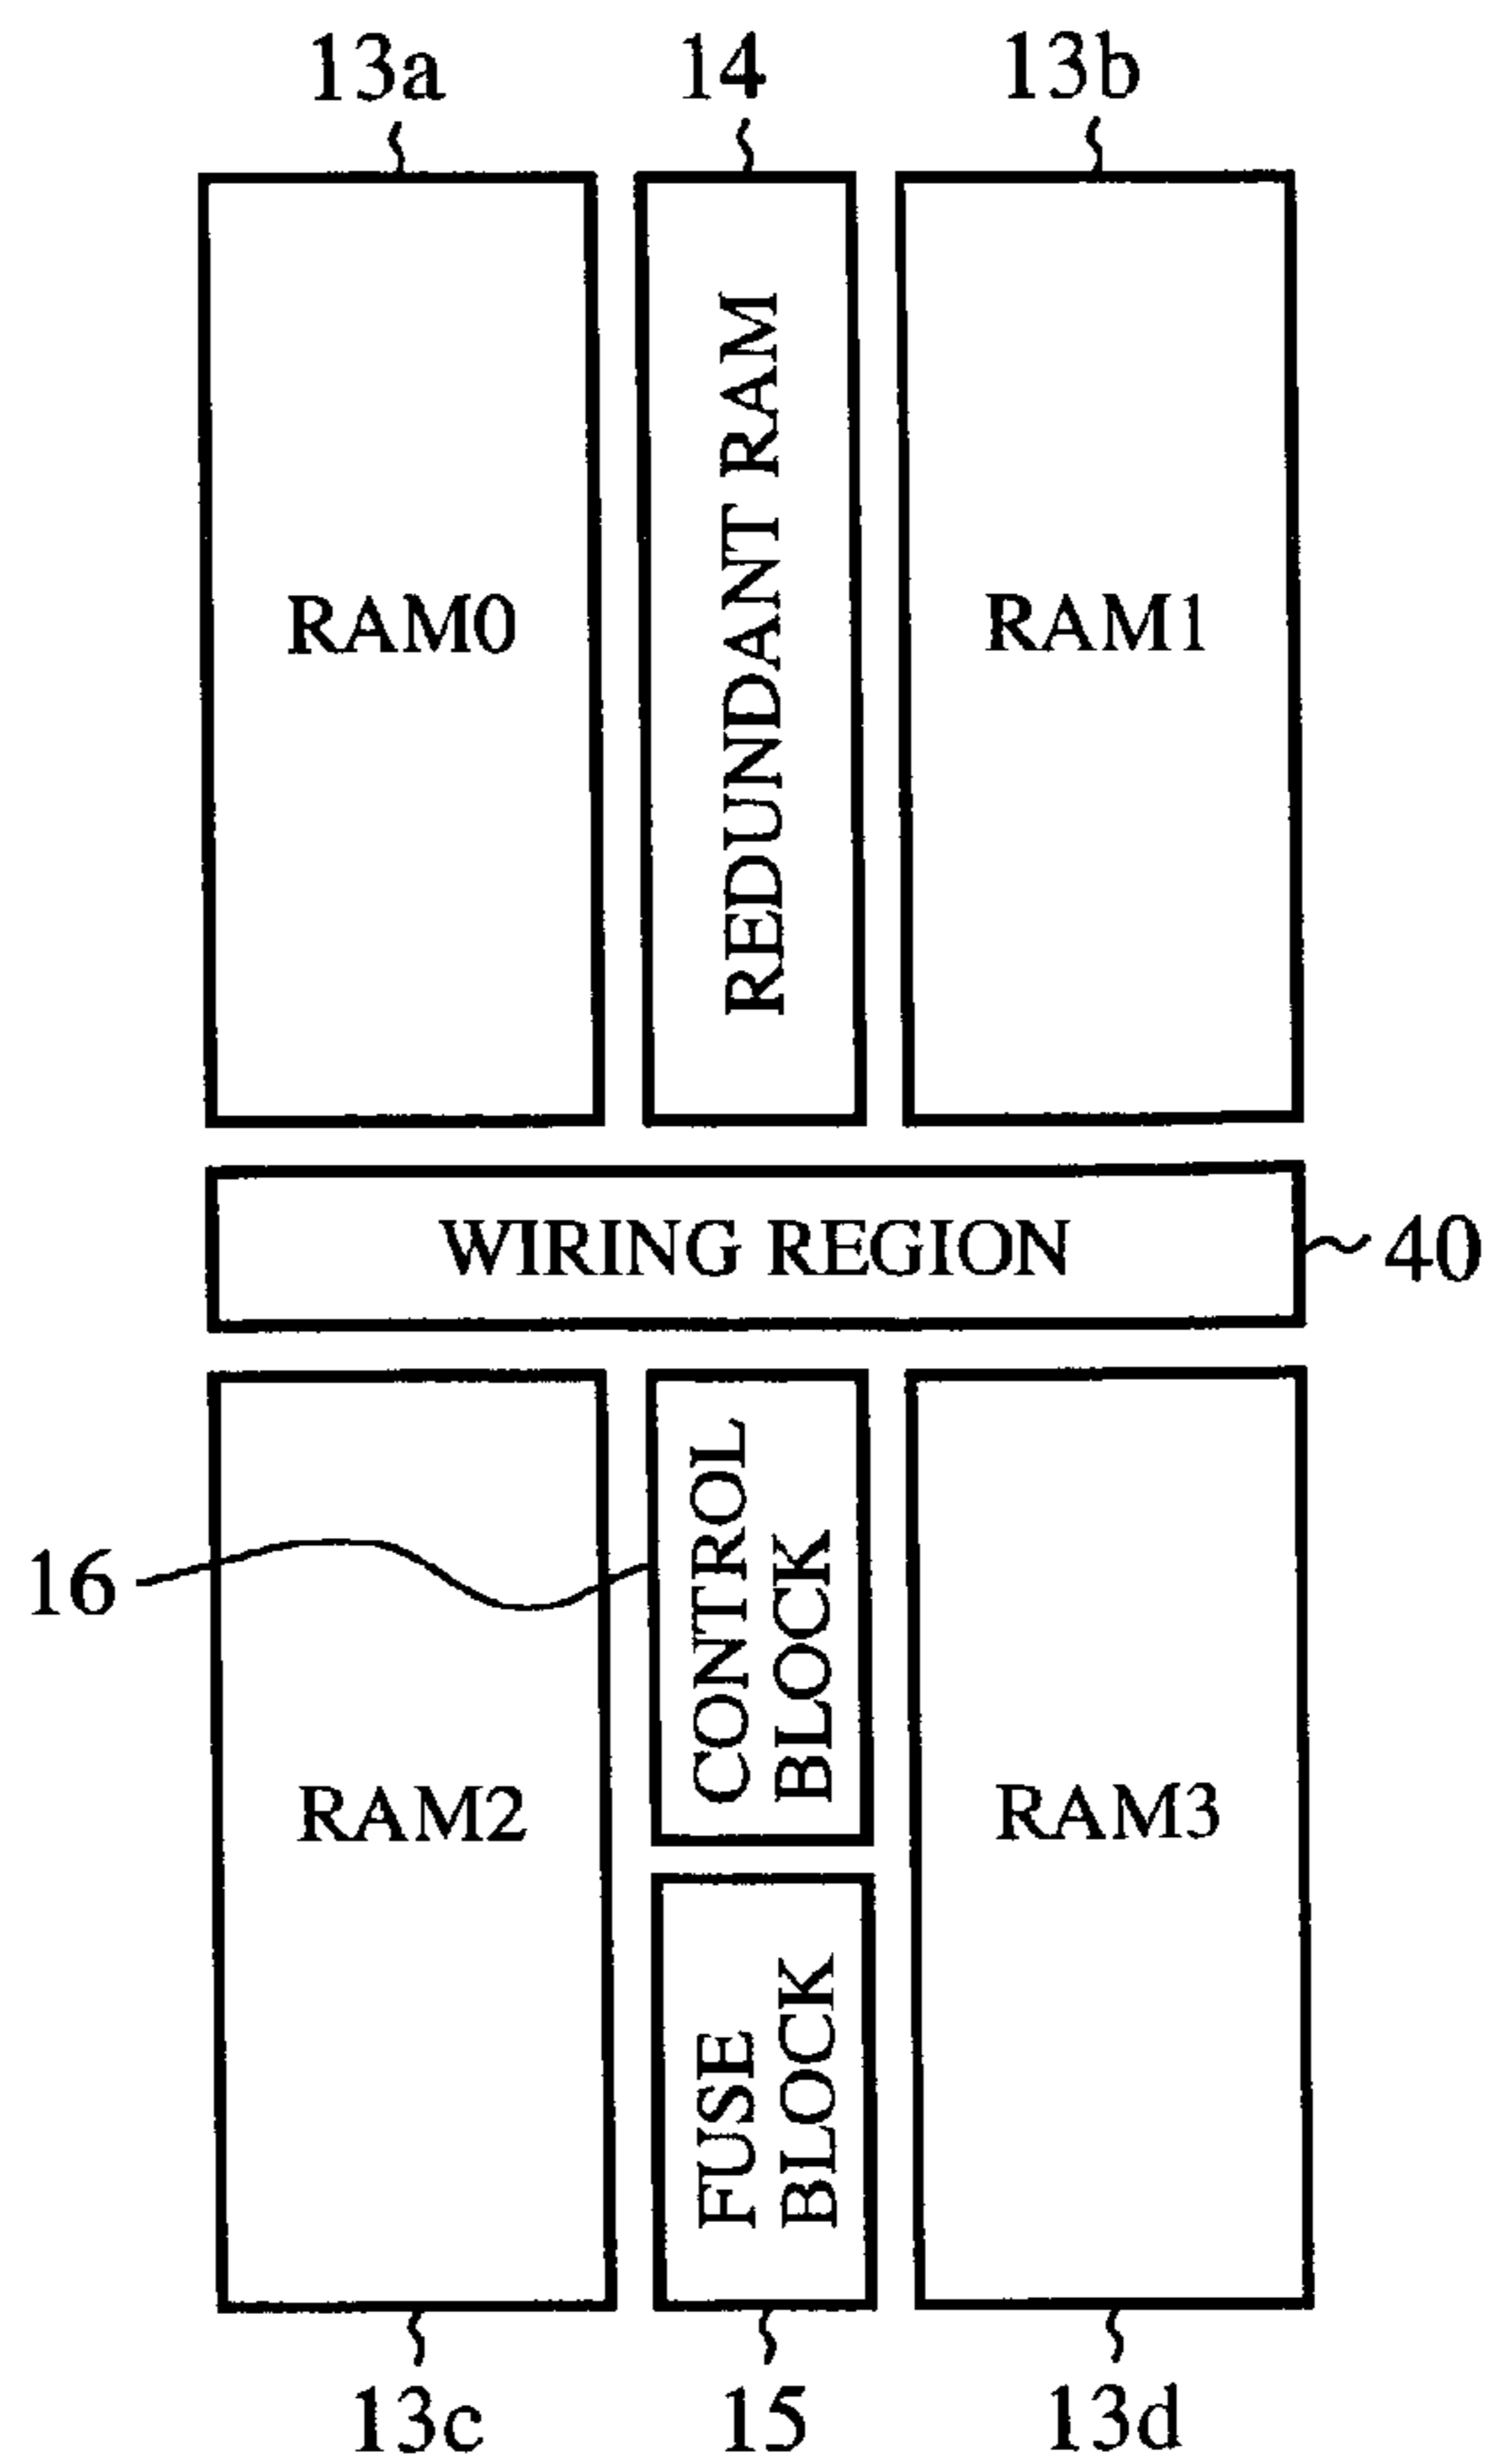 13a 14 13b
RAM0
REDUNDANT RAM
RAM1
WIRING REGION
40
16
CONTROL
BLOCK
RAM2
RAM3
FUSE
BLOCK
13c 15 13d